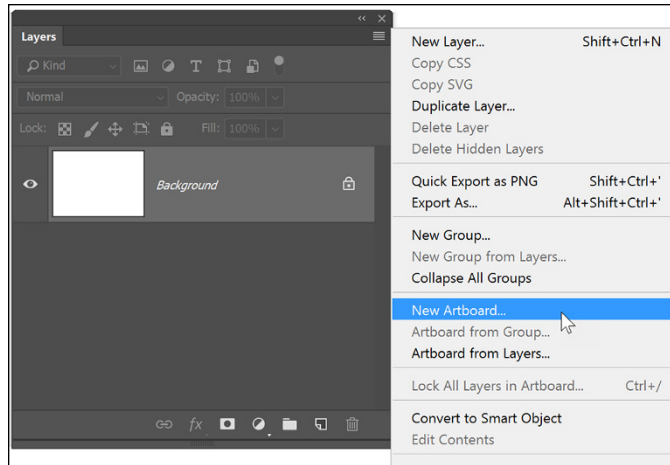 Layers
Kind
Normal
Opacity: 100%
Lock:
Fill: 100%
Background
fx
New Layer... Shift+Ctrl+N
Copy CSS
Copy SVG
Duplicate Layer...
Delete Layer
Delete Hidden Layers
Quick Export as PNG Shift+Ctrl+'
Export As... Alt+Shift+Ctrl+'
New Group...
New Group from Layers...
Collapse All Groups
New Artboard...
Artboard from Group...
Artboard from Layers...
Lock All Layers in Artboard... Ctrl+/
Convert to Smart Object
Edit Contents